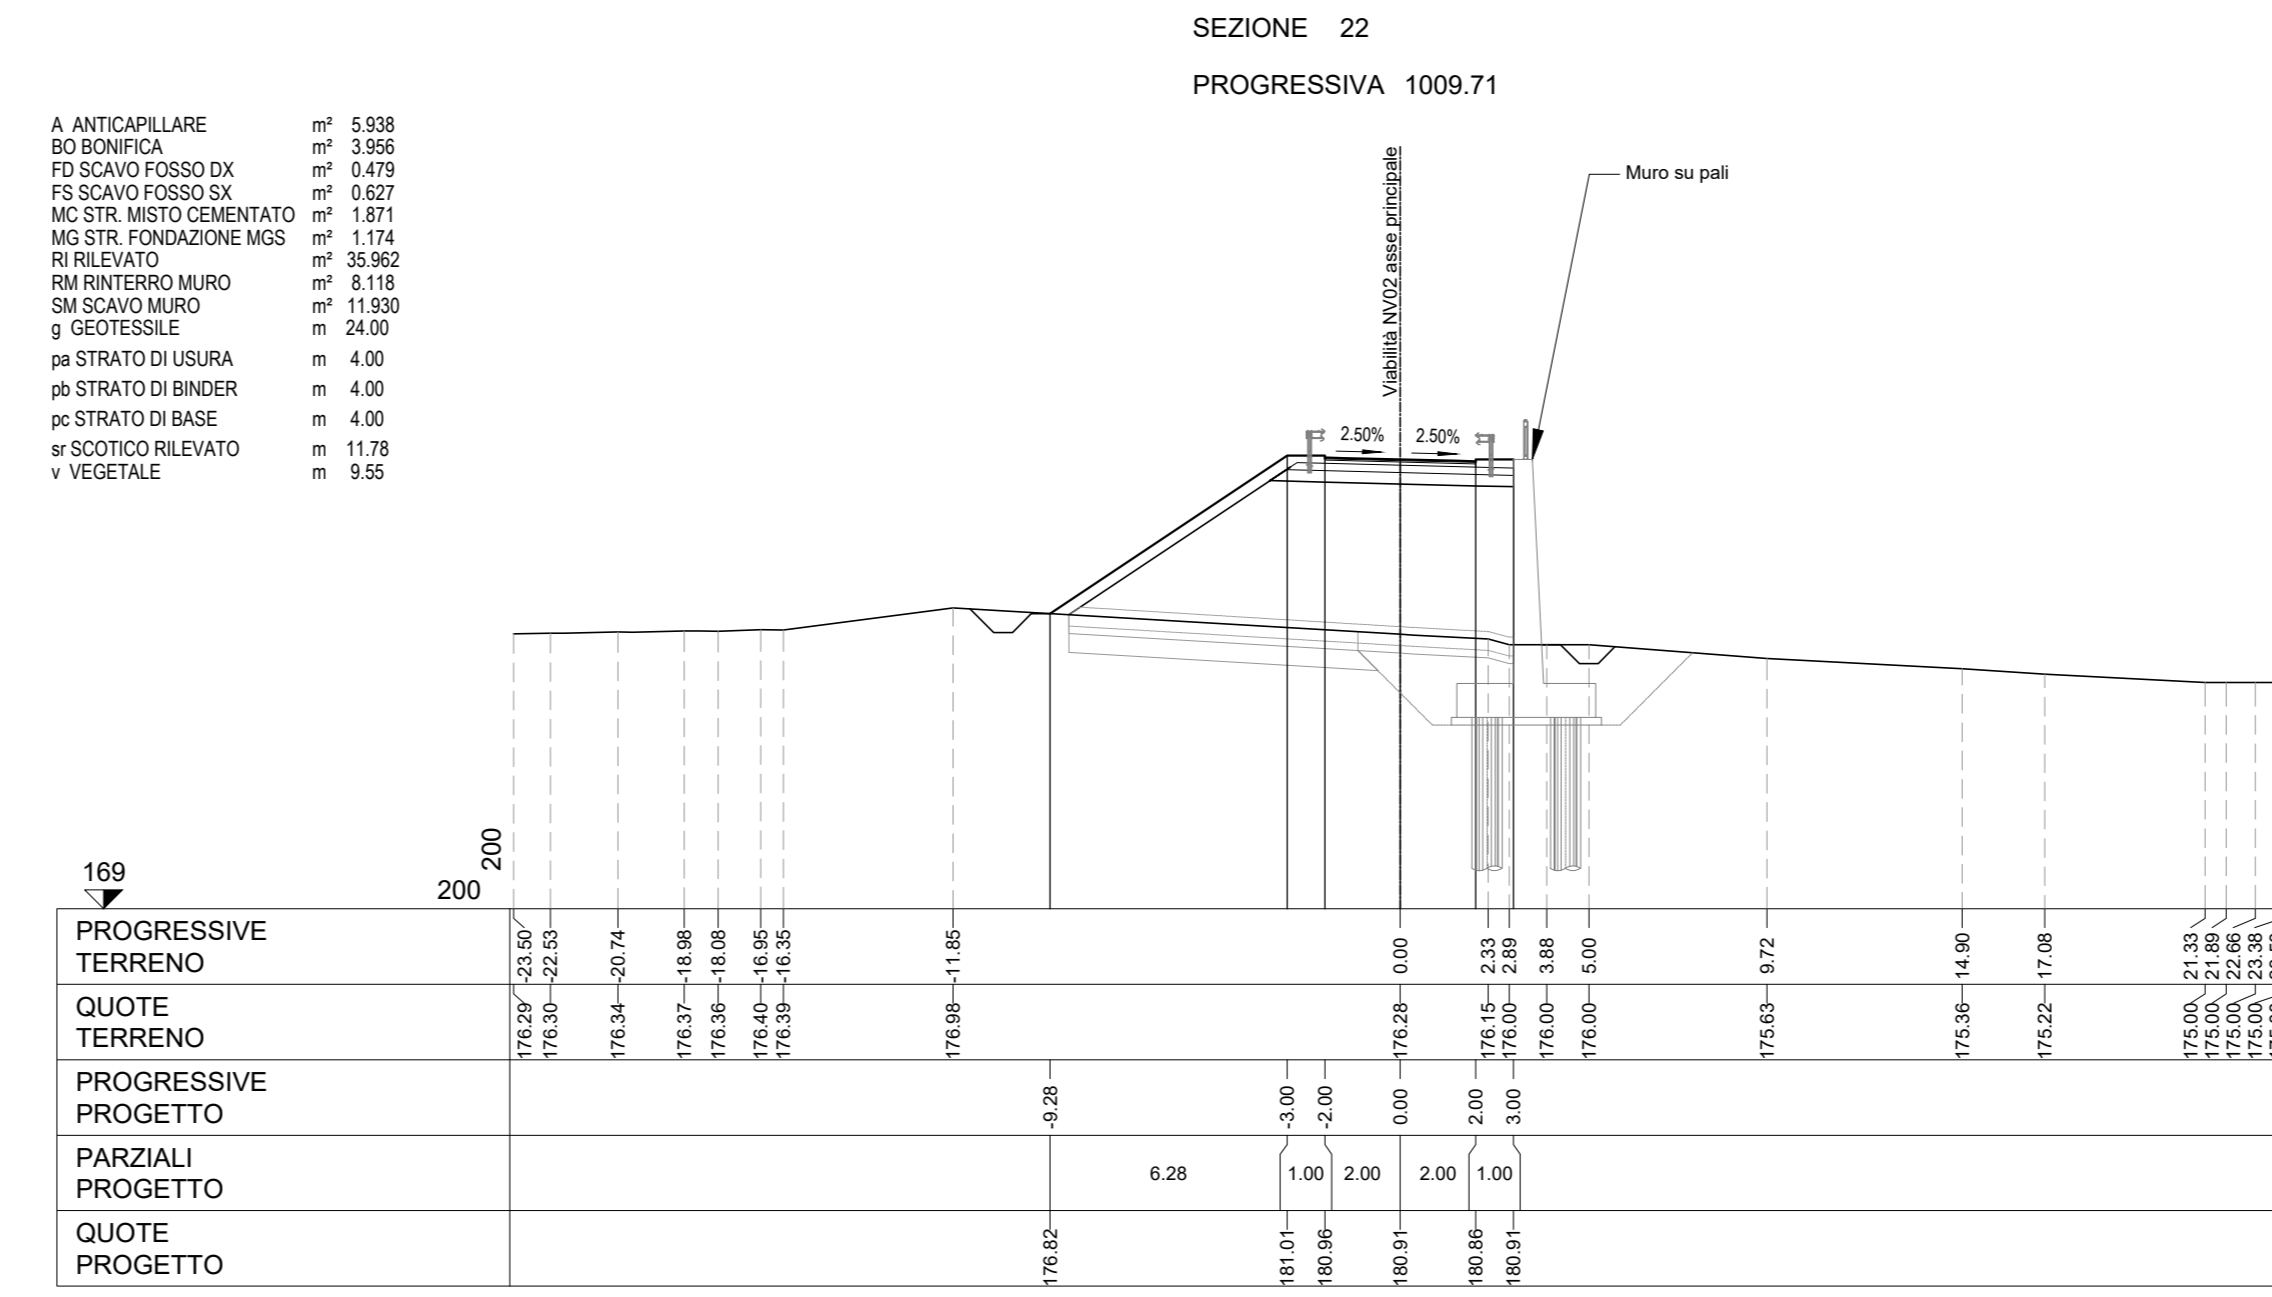 SEZIONE 22
PROGRESSIVA 1009.71
A ANTICAPILLARE m² 5.938
BO BONIFICA m² 3.956
FD SCAVO FOSSO DX m² 0.479
FS SCAVO FOSSO SX m² 0.627
MC STR. MISTO CEMENTATO m² 1.871
MG STR. FONDAZIONE MGS m² 1.174
RI RILEVATO m² 35.962
RM RINTERRO MURO m² 8.118
SM SCAVO MURO m² 11.930
g GEOTESSILE m 24.00
pa STRATO DI USURA m 4.00
pb STRATO DI BINDER m 4.00
pc STRATO DI BASE m 4.00
sr SCOTICO RILEVATO m 11.78
v VEGETALE m 9.55
Viabilità NV02 asse principale
Muro su pali
2.50% 2.50%
169
200
200
PROGRESSIVE
TERRENO
-23.50 -22.53 -20.74 -18.98 -18.08 -16.95 -16.35 -11.85 0.00 2.33 2.89 3.88 5.00 9.72 14.90 17.08 21.33 21.89 22.66 23.38
QUOTE
TERRENO
176.29 176.30 176.34 176.37 176.36 176.40 176.39 176.98 176.28 176.15 176.00 176.00 176.00 175.63 175.36 175.22 175.00 175.00 175.00 175.00
PROGRESSIVE
PROGETTO
-9.28 -3.00 -2.00 0.00 2.00 3.00
PARZIALI
PROGETTO
6.28 1.00 2.00 2.00 1.00
QUOTE
PROGETTO
176.82 181.01 180.96 180.91 180.86 180.91